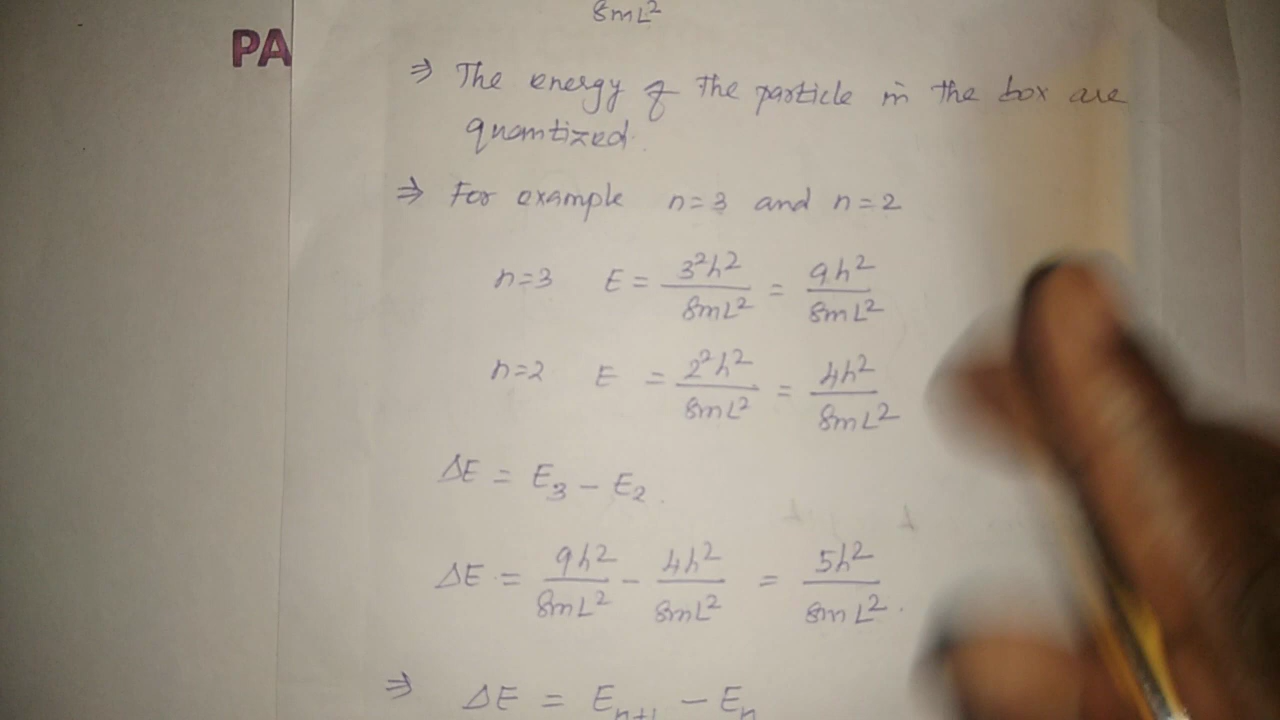 8mL²
PA
⇒ The energy of the particle in the box are
quantized.
⇒ For example n=3 and n=2
n=3 E = 3²h²/8mL² = 9h²/8mL²
n=2 E = 2²h²/8mL² = 4h²/8mL²
ΔE = E₃ - E₂.
ΔE = 9h²/8mL² - 4h²/8mL² = 5h²/8mL².
⇒ ΔE = Eₙ₊₁ - Eₙ